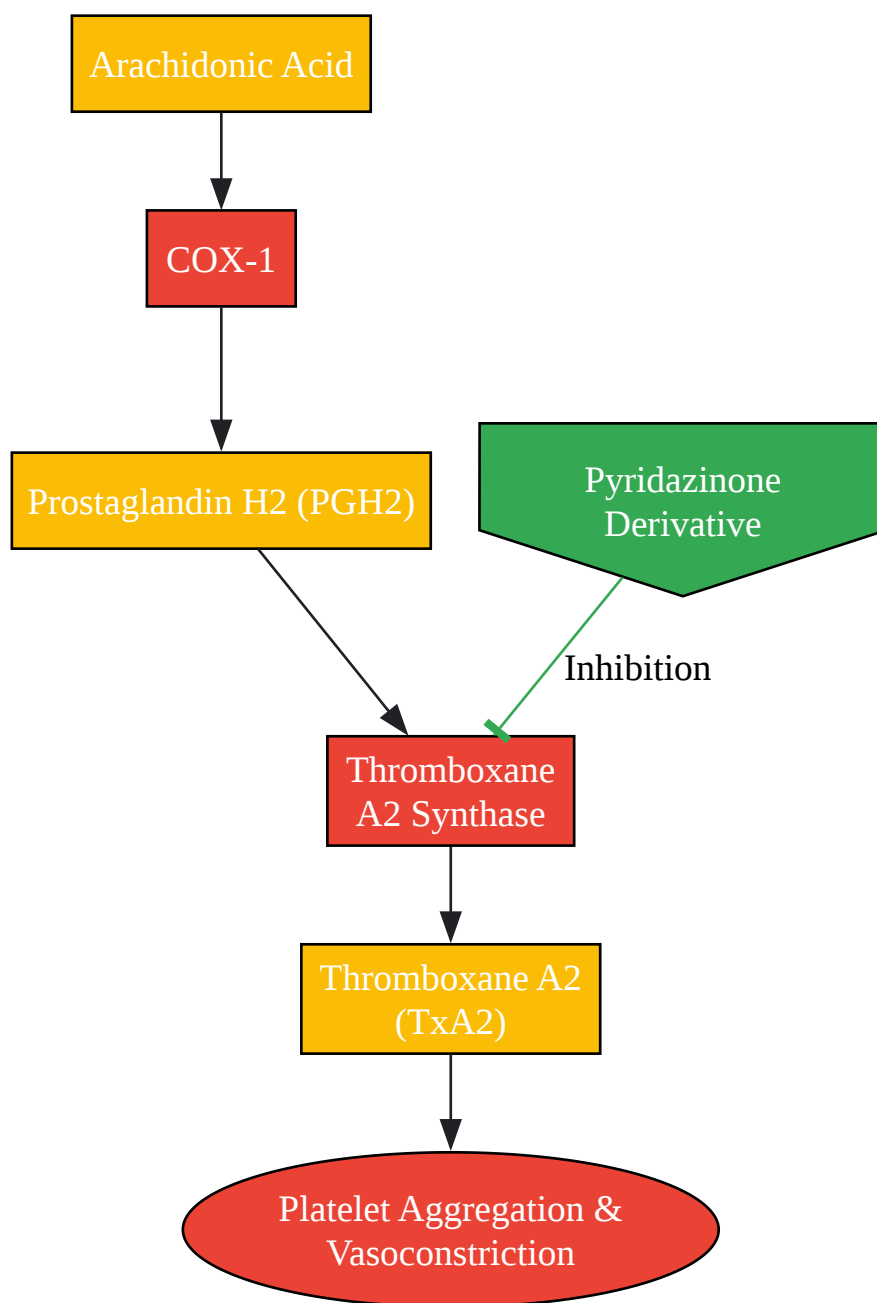 Arachidonic Acid
COX-1
Prostaglandin H2 (PGH2)
Pyridazinone
Derivative
Inhibition
Thromboxane
A2 Synthase
Thromboxane A2
(TxA2)
Platelet Aggregation &
Vasoconstriction